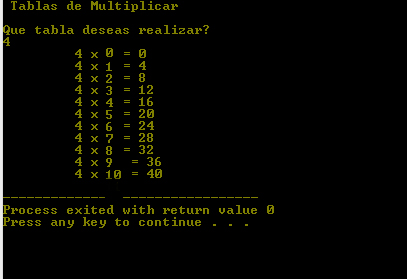 Tablas de Multiplicar
Que tabla deseas realizar?
4
4 x 0 = 0
4 x 1 = 4
4 x 2 = 8
4 x 3 = 12
4 x 4 = 16
4 x 5 = 20
4 x 6 = 24
4 x 7 = 28
4 x 8 = 32
4 x 9 = 36
4 x 10 = 40
Process exited with return value 0
Press any key to continue . . .